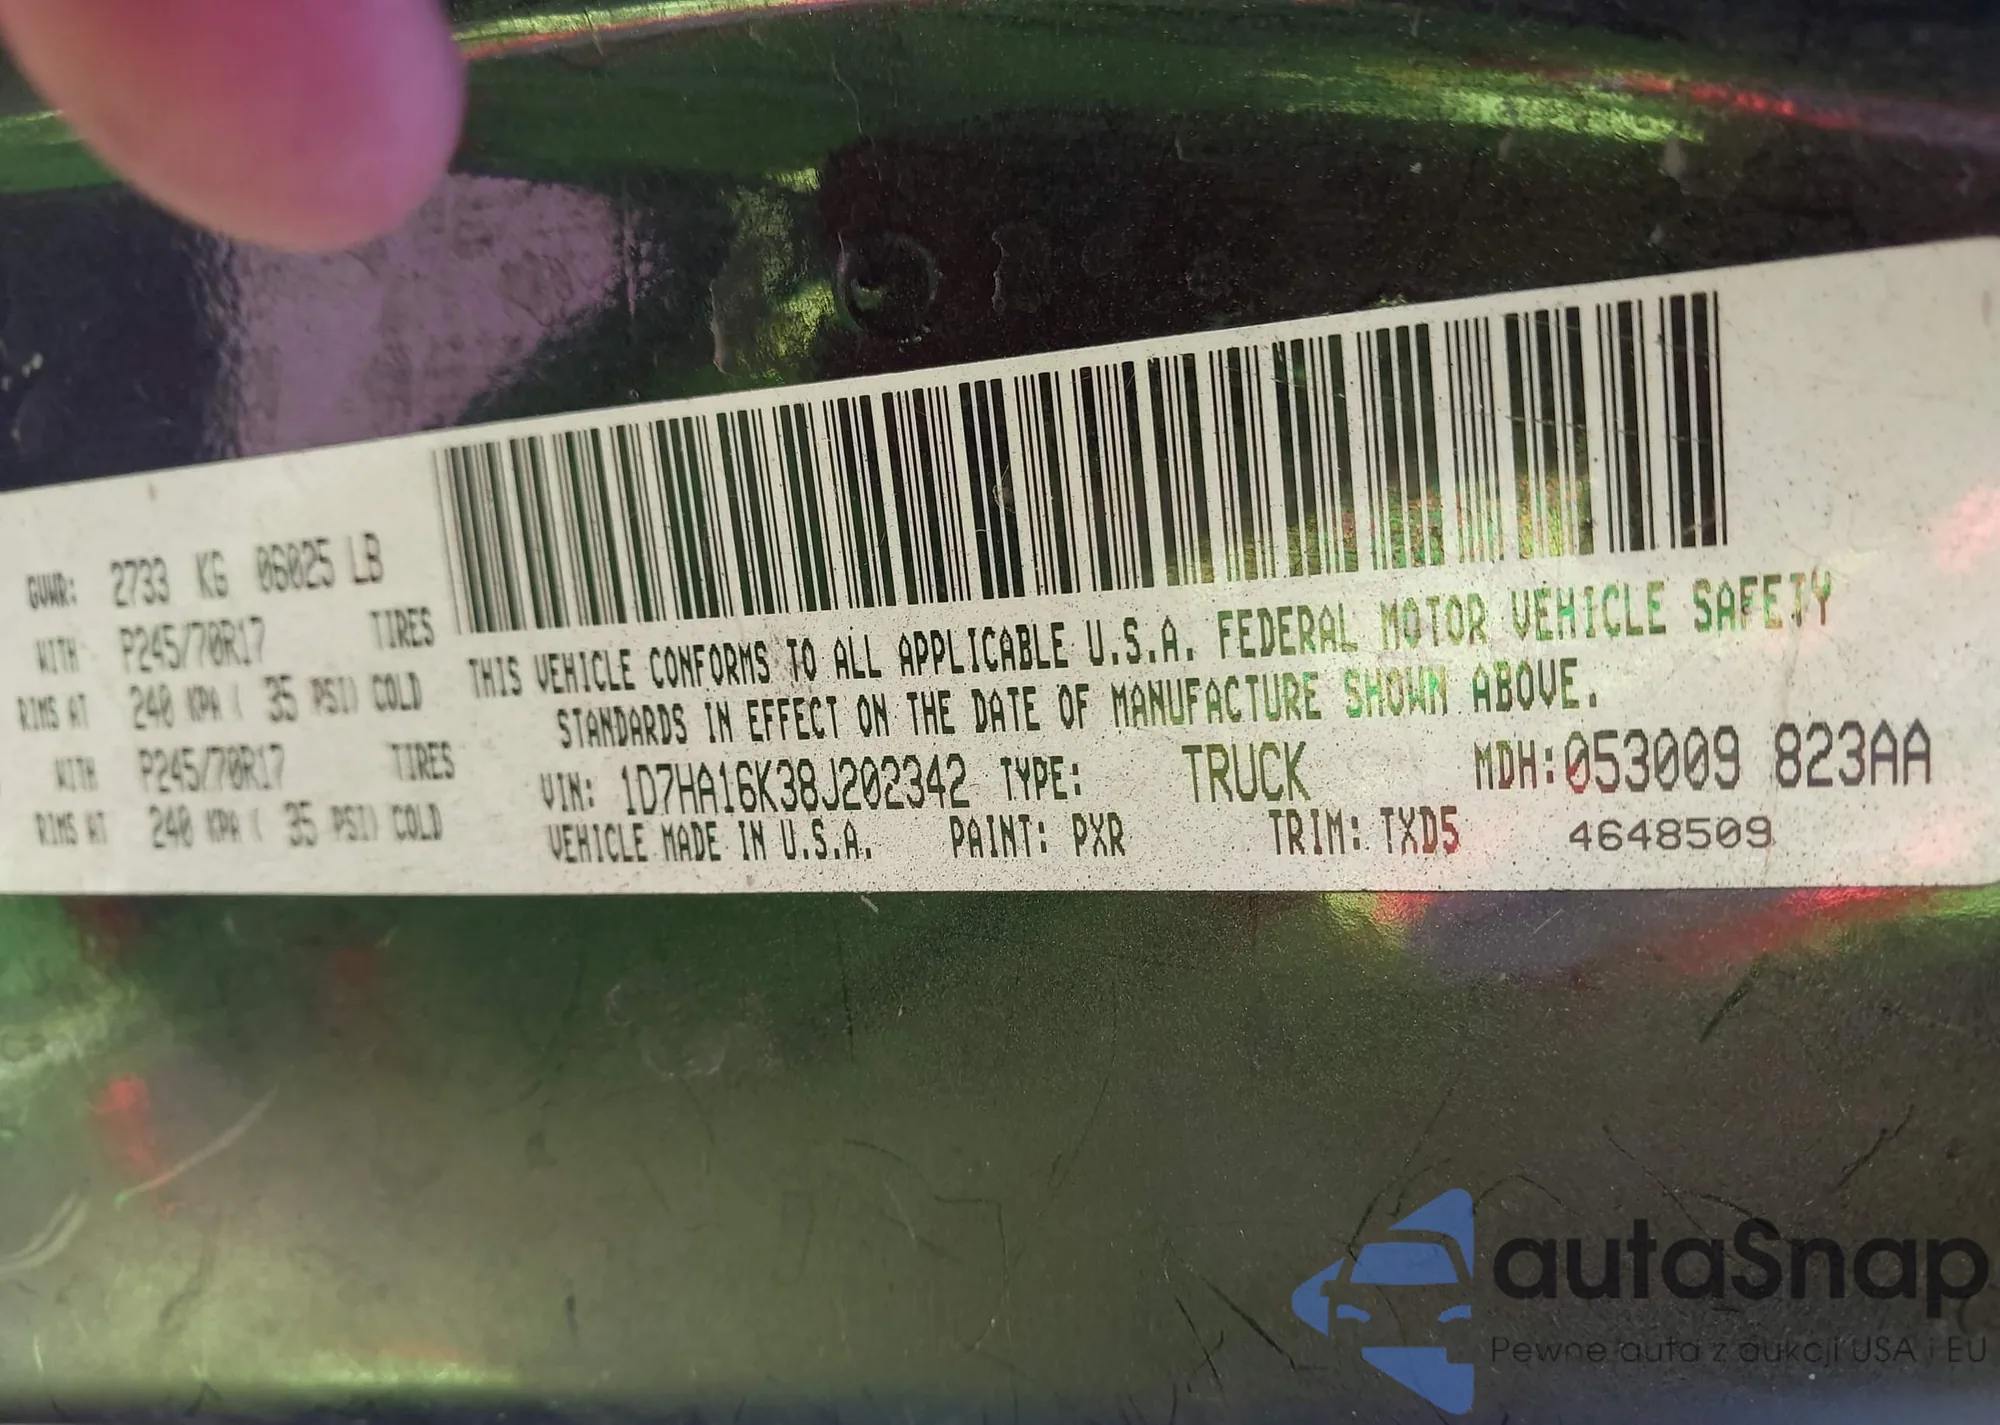 GVWR: 2733 KG 06025 LB
WITH P245/70R17 TIRES
RIMS AT 240 KPA ( 35 PSI) COLD
WITH P245/70R17 TIRES
RIMS AT 240 KPA ( 35 PSI) COLD
THIS VEHICLE CONFORMS TO ALL APPLICABLE U.S.A. FEDERAL MOTOR VEHICLE SAFETY
STANDARDS IN EFFECT ON THE DATE OF MANUFACTURE SHOWN ABOVE.
VIN: 1D7HA16K38J202342 TYPE: TRUCK MDH:053009 823AA
VEHICLE MADE IN U.S.A. PAINT: PXR TRIM: TXD5 4648509
autaSnap
Pewne auta z aukcji USA i EU